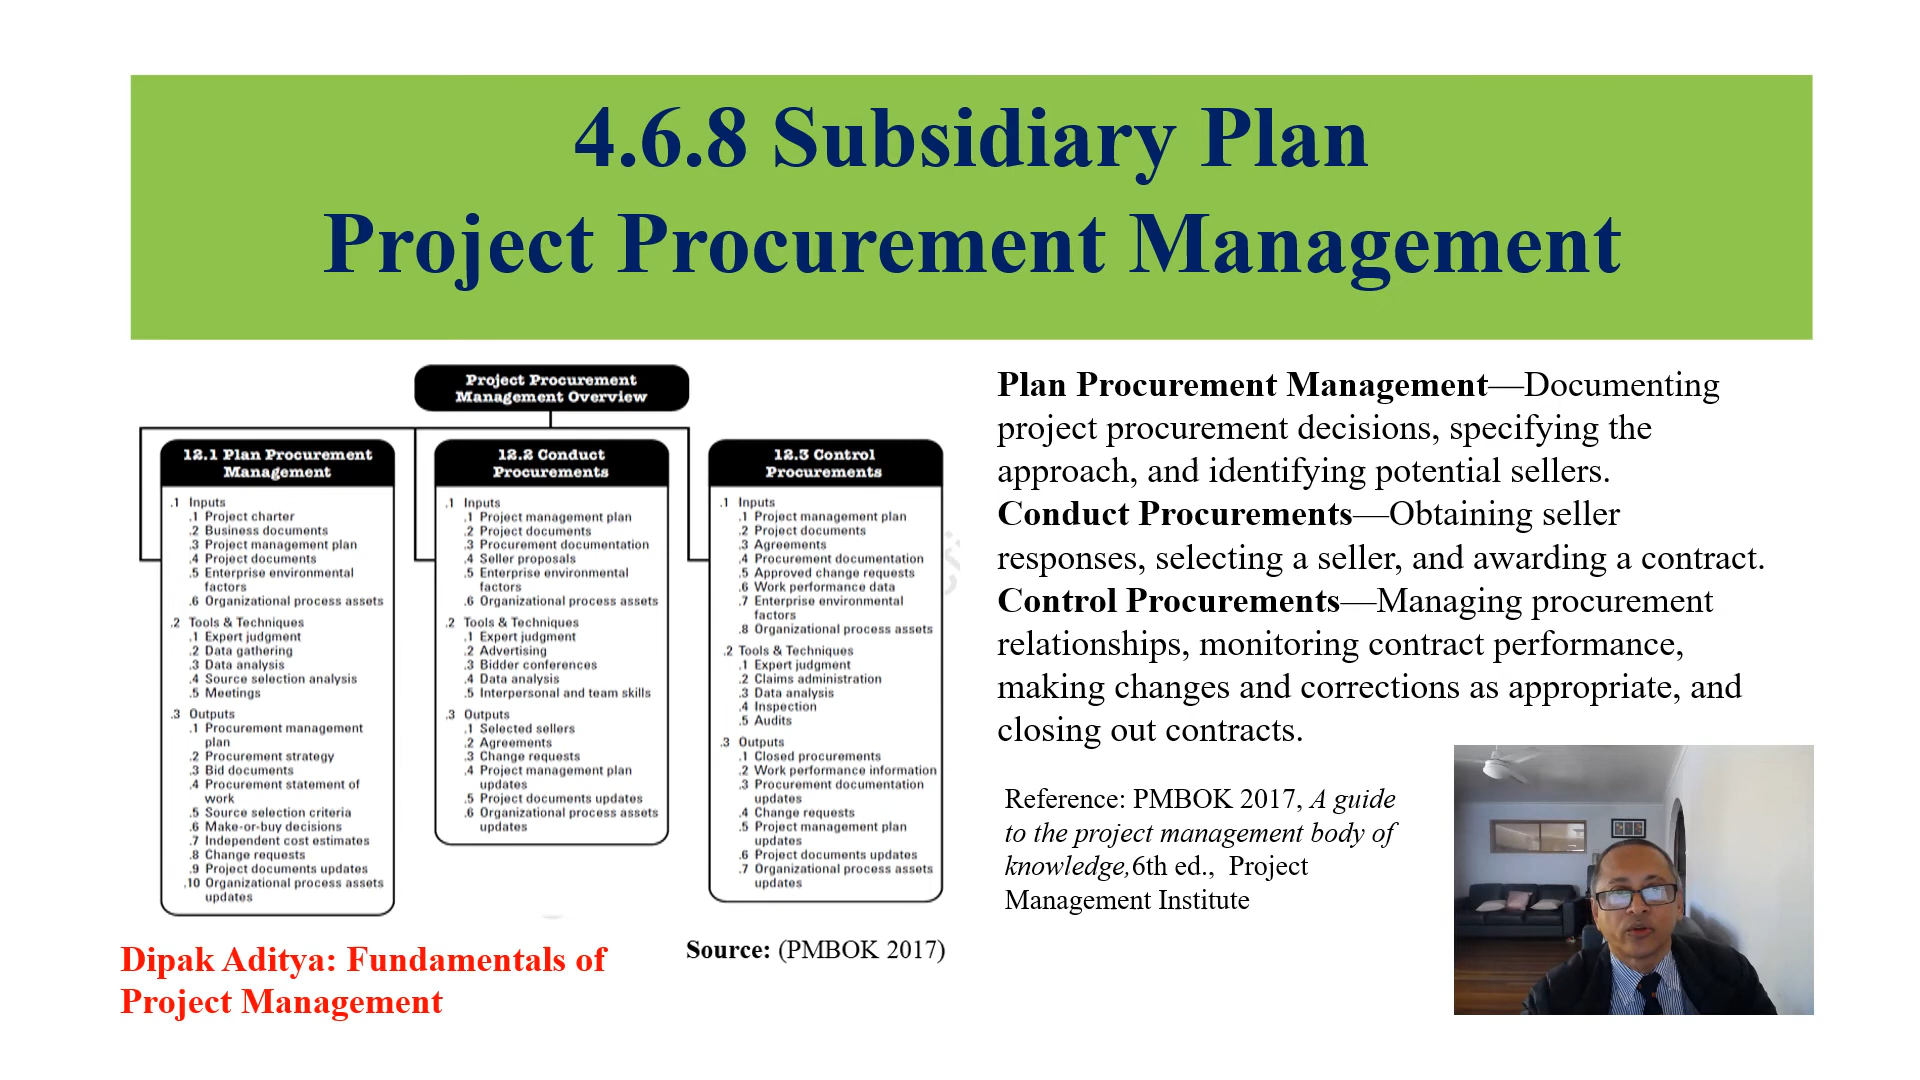 4.6.8 Subsidiary Plan
Project Procurement Management
Project Procurement
Management Overview
12.1 Plan Procurement
Management
.1 Inputs
.1 Project charter
.2 Business documents
.3 Project management plan
.4 Project documents
.5 Enterprise environmental
factors
.6 Organizational process assets
.2 Tools & Techniques
.1 Expert judgment
.2 Data gathering
.3 Data analysis
.4 Source selection analysis
.5 Meetings
.3 Outputs
.1 Procurement management
plan
.2 Procurement strategy
.3 Bid documents
.4 Procurement statement of
work
.5 Source selection criteria
.6 Make-or-buy decisions
.7 Independent cost estimates
.8 Change requests
.9 Project documents updates
.10 Organizational process assets
updates
12.2 Conduct
Procurements
.1 Inputs
.1 Project management plan
.2 Project documents
.3 Procurement documentation
.4 Seller proposals
.5 Enterprise environmental
factors
.6 Organizational process assets
.2 Tools & Techniques
.1 Expert judgment
.2 Advertising
.3 Bidder conferences
.4 Data analysis
.5 Interpersonal and team skills
.3 Outputs
.1 Selected sellers
.2 Agreements
.3 Change requests
.4 Project management plan
updates
.5 Project documents updates
.6 Organizational process assets
updates
12.3 Control
Procurements
.1 Inputs
.1 Project management plan
.2 Project documents
.3 Agreements
.4 Procurement documentation
.5 Approved change requests
.6 Work performance data
.7 Enterprise environmental
factors
.8 Organizational process assets
.2 Tools & Techniques
.1 Expert judgment
.2 Claims administration
.3 Data analysis
.4 Inspection
.5 Audits
.3 Outputs
.1 Closed procurements
.2 Work performance information
.3 Procurement documentation
updates
.4 Change requests
.5 Project management plan
updates
.6 Project documents updates
.7 Organizational process assets
updates
Plan Procurement Management—Documenting
project procurement decisions, specifying the
approach, and identifying potential sellers.
Conduct Procurements—Obtaining seller
responses, selecting a seller, and awarding a contract.
Control Procurements—Managing procurement
relationships, monitoring contract performance,
making changes and corrections as appropriate, and
closing out contracts.
Reference: PMBOK 2017, A guide
to the project management body of
knowledge,6th ed., Project
Management Institute
Source: (PMBOK 2017)
Dipak Aditya: Fundamentals of
Project Management